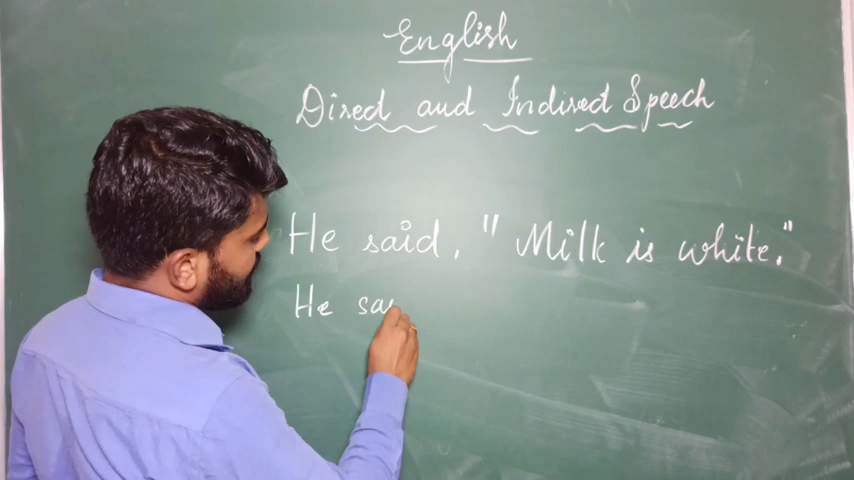 English
Direct and Indirect Speech
He said, "Milk is white."
He sa